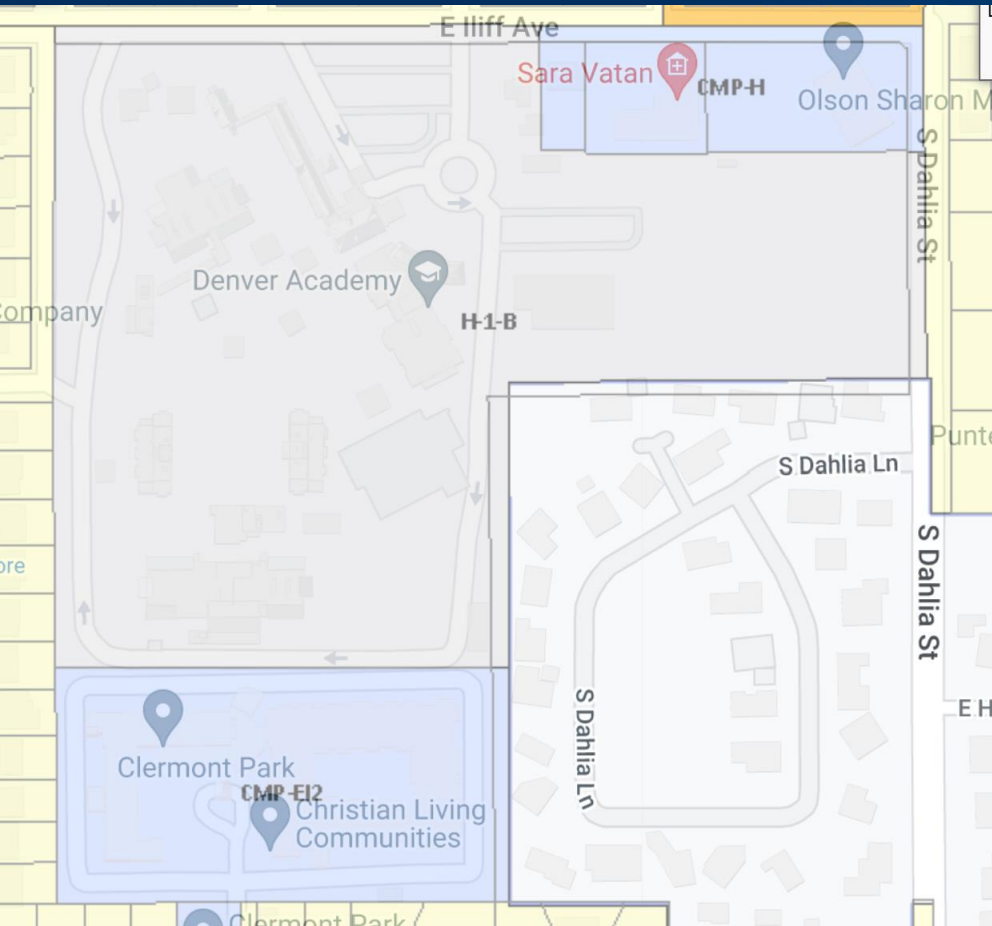 E Iliff Ave
Sara Vatan
CMP-H
Olson Sharon M
S Dahlia St
Denver Academy
Company
H-1-B
Punte
S Dahlia Ln
ore
S Dahlia St
S Dahlia Ln
E H
Clermont Park
CMP-EI2
Christian Living
Communities
Clermont Park